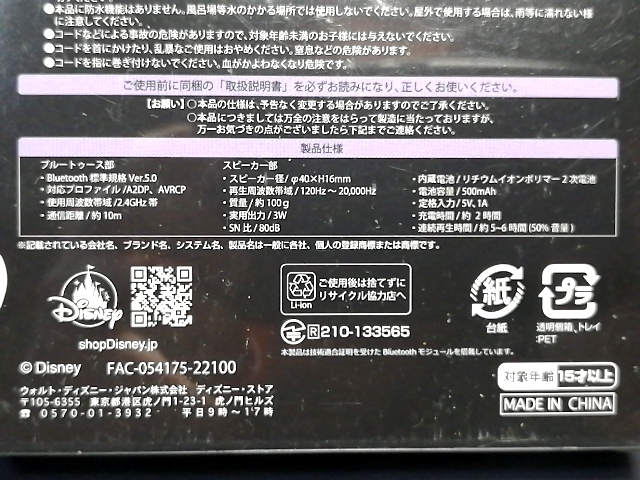 ●本品に防水機能はありません。風呂場等水のかかる場所では使用しないでください。屋外で使用する場合は、雨等に濡れない様
に注意してください。
●コードなどによる事故の危険がありますので、対象年齢未満のお子様には与えないでください。
●コードを首にかけたり、乱暴なご使用はおやめください。窒息などの危険があります。
●コードを指に巻き付けないでください。血がかよわなくなり危険です。
ご使用前に同梱の「取扱説明書」を必ずお読みになり、正しくお使いください。
【お願い】○本品の仕様は、予告なく変更する場合がありますのでご了承ください。
○本品につきましては万全の注意をはらって製造に当たっておりますが、
万一お気づきの点がございましたら下記までご連絡ください。
製品仕様
ブルートゥース部
・Bluetooth 標準規格 Ver.5.0
・対応プロファイル / A2DP、AVRCP
・使用周波数帯域 / 2.4GHz 帯
・通信距離 / 約 10m
スピーカー部
・スピーカー径 / φ40×H16mm
・再生周波数帯域 / 120Hz～20,000Hz
・質量 / 約 100g
・実用出力 / 3W
・SN 比 / 80dB
・内蔵電池 / リチウムイオンポリマー 2 次電池
・電池容量 / 500mAh
・定格入力 / 5V, 1A
・充電時間 / 約 2 時間
・連続再生時間 / 約 5~6 時間 (50% 音量 )
※記載されている会社名、ブランド名、システム名、製品名は一般に各社、個人の登録商標または商標です。
Disney
shopDisney.jp
Li-ion
ご使用後は捨てずに
リサイクル協力店へ
R 210-133565
本製品は技術適合証明を受けた Bluetooth モジュールを搭載しています。
紙
台紙
プラ
透明個箱、トレイ
:PET
© Disney FAC-054175-22100
ウォルト・ディズニー・ジャパン株式会社 ディズニー・ストア
〒105-6355 東京都港区虎ノ門1-23-1 虎ノ門ヒルズ
☎ 0570-01-3932 平日9時～17時
対象年齢 15才以上
MADE IN CHINA